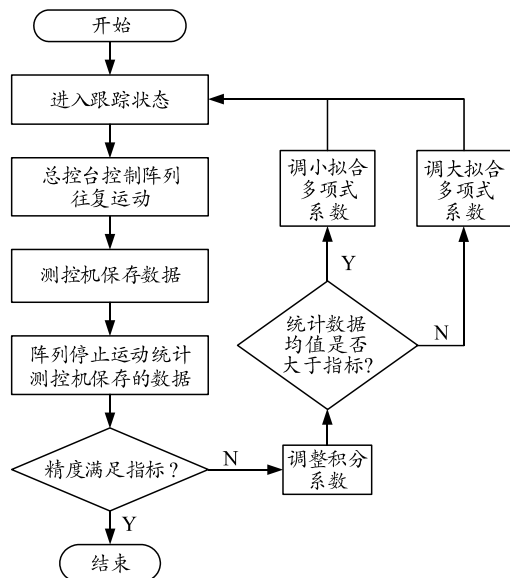 开始
进入跟踪状态
总控台控制阵列
往复运动
测控机保存数据
阵列停止运动统计
测控机保存的数据
精度满足指标？
N
Y
结束
调整积分
系数
统计数据
均值是否
大于指标?
Y
N
调小拟合
多项式
系数
调大拟合
多项式
系数